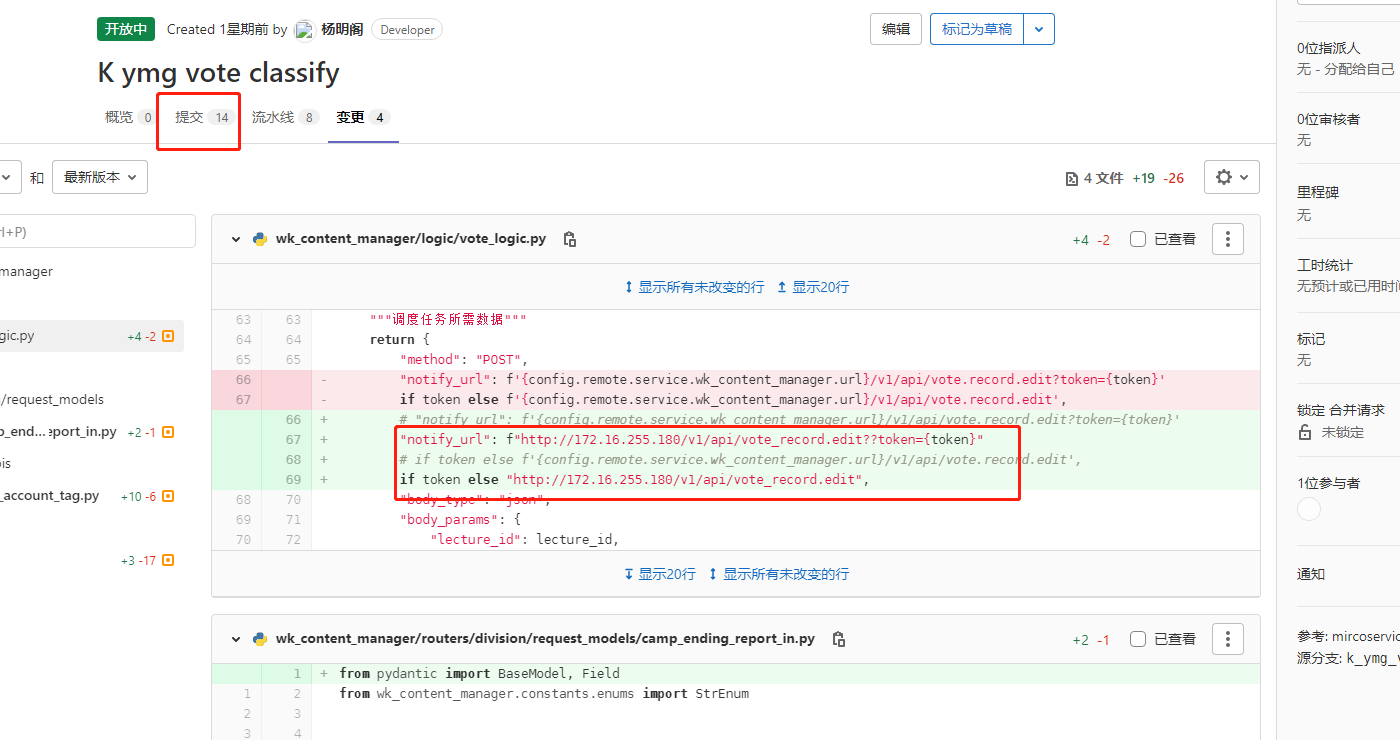 开放中 Created 1星期前 by 杨明阁 Developer
编辑 标记为草稿
K ymg vote classify
概览 0 提交 14 流水线 8 变更 4
和 最新版本
4 文件 +19 -26
l+P)
manager
gic.py +4 -2
/request_models
o_end...eport_in.py +2 -1
is
_account_tag.py +10 -6
+3 -17
wk_content_manager/logic/vote_logic.py
+4 -2 已查看
显示所有未改变的行 显示20行
63 63 """调度任务所需数据"""
64 64 return {
65 65 "method": "POST",
66 - "notify_url": f'{config.remote.service.wk_content_manager.url}/v1/api/vote.record.edit?token={token}'
67 - if token else f'{config.remote.service.wk_content_manager.url}/v1/api/vote.record.edit',
66 + # "notify_url": f'{config.remote.service.wk_content_manager.url}/v1/api/vote.record.edit?token={token}'
67 + "notify_url": f"http://172.16.255.180/v1/api/vote_record.edit??token={token}"
68 + # if token else f'{config.remote.service.wk_content_manager.url}/v1/api/vote.record.edit',
69 + if token else "http://172.16.255.180/v1/api/vote_record.edit",
68 70 "body_type": "json",
69 71 "body_params": {
70 72 "lecture_id": lecture_id,
显示20行 显示所有未改变的行
wk_content_manager/routers/division/request_models/camp_ending_report_in.py
+2 -1 已查看
1 + from pydantic import BaseModel, Field
1 2 from wk_content_manager.constants.enums import StrEnum
2 3
3 4
0位指派人
无 - 分配给自己
0位审核者
无
里程碑
无
工时统计
无预计或已用时间
标记
无
锁定 合并请求
未锁定
1位参与者
通知
参考: mircoservic
源分支: k_ymg_v